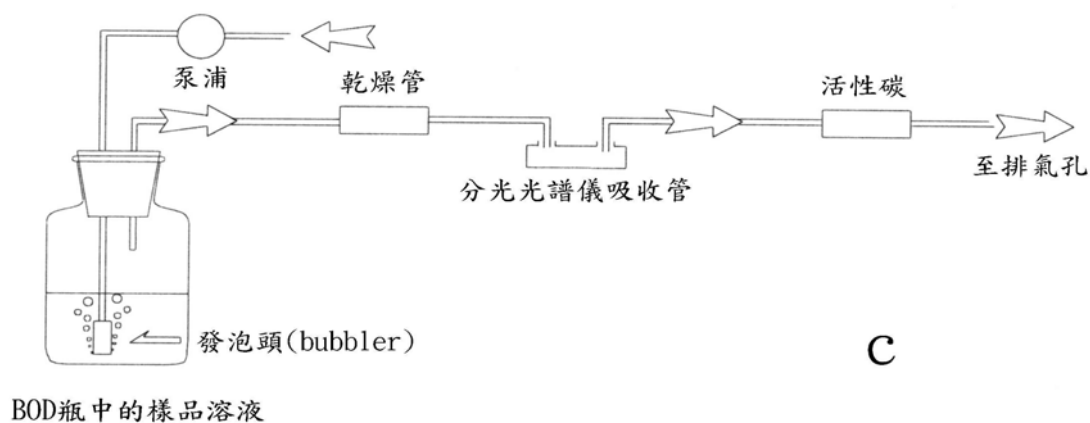 泵浦
乾燥管
活性碳
至排氣孔
分光光譜儀吸收管
發泡頭(bubbler)
C
BOD瓶中的樣品溶液